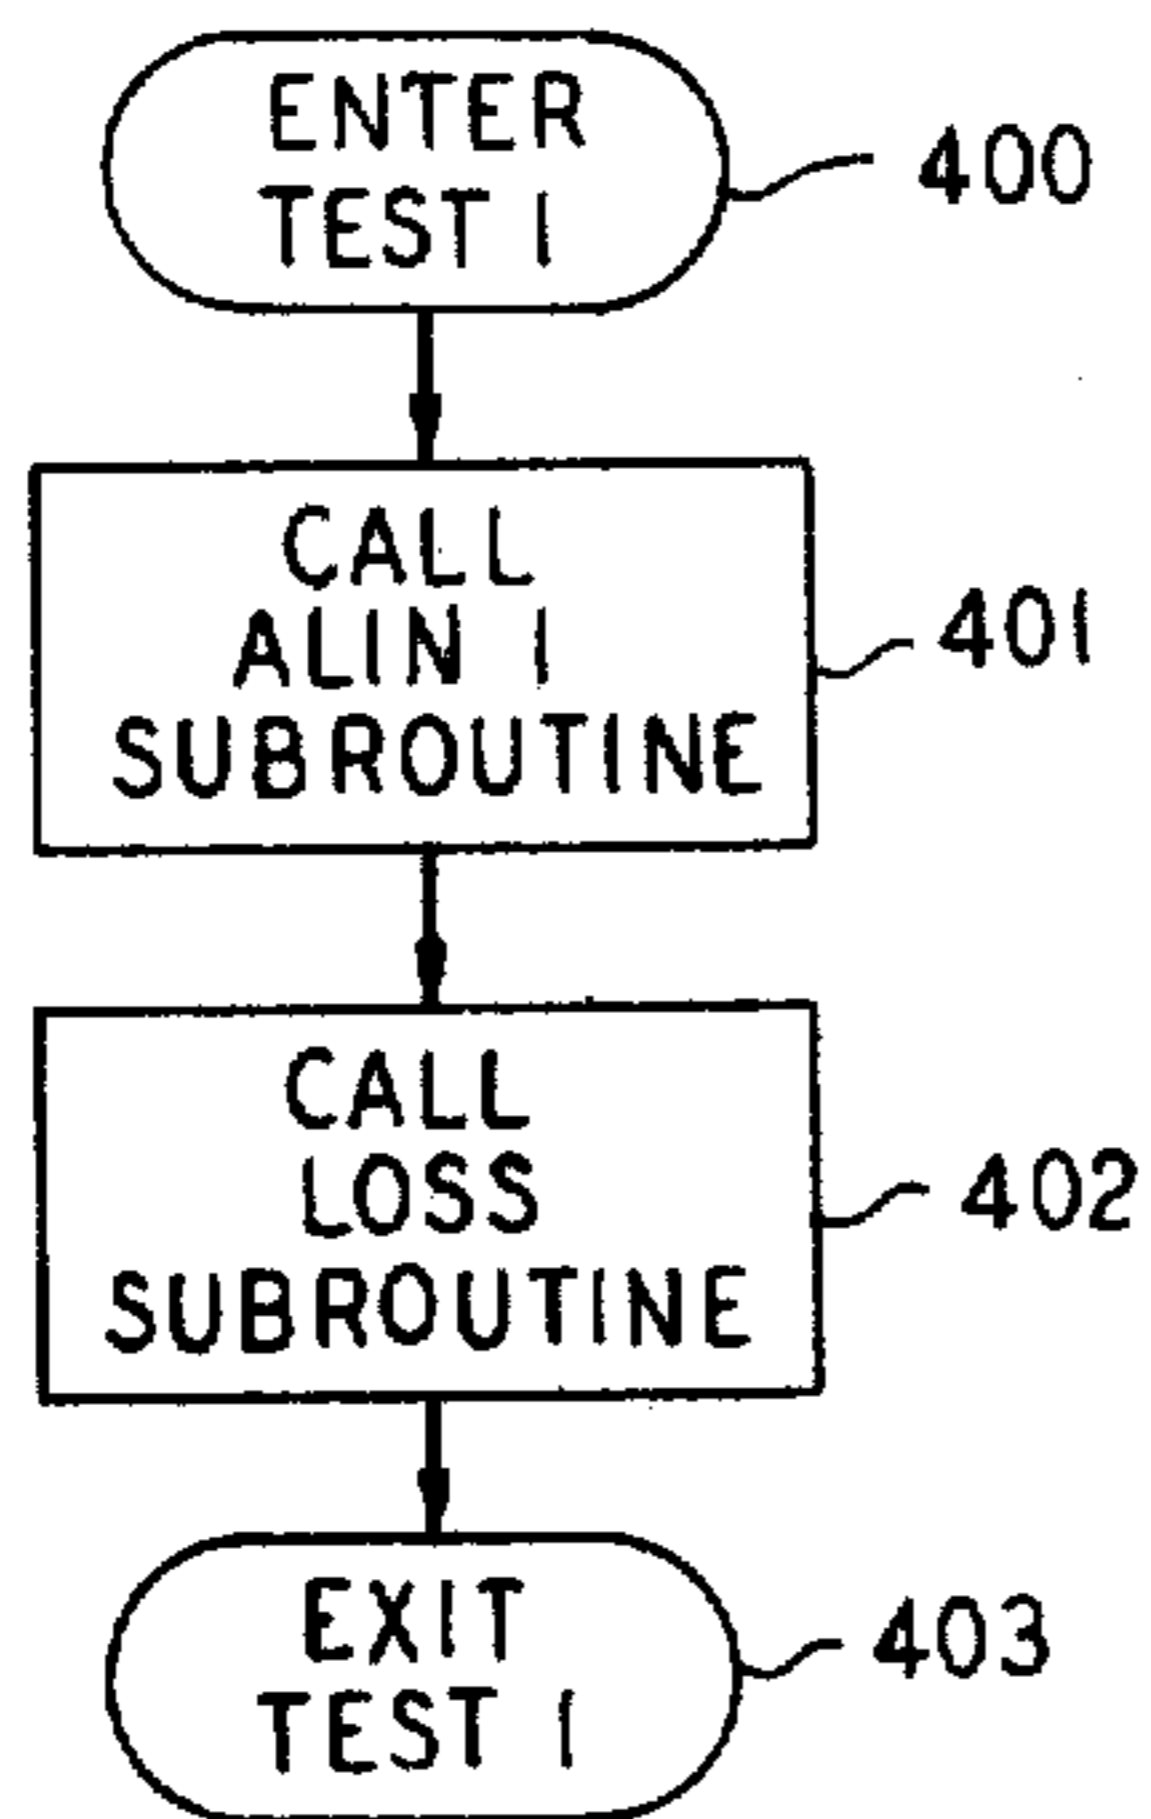 ENTER
TEST 1
400
CALL
ALIN 1
SUBROUTINE
401
CALL
LOSS
SUBROUTINE
402
EXIT
TEST 1
403